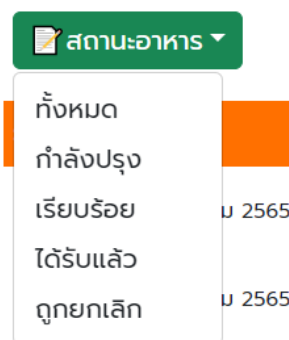 สถานะอาหาร
ทั้งหมด
กำลังปรุง
เรียบร้อย
ม 2565
ได้รับแล้ว
ถูกยกเลิก
ม 2565